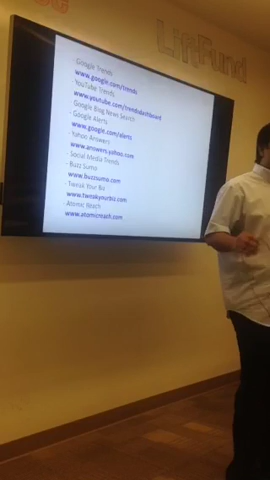 LiftFund
- Google Trends
www.google.com/trends
- YouTube Trends
www.youtube.com/trendsdashboard
- Google Blog News Search
- Google Alerts
www.google.com/alerts
- Yahoo Answers
www.answers.yahoo.com
Social Media Trends
- Buzz Sumo
www.buzzsumo.com
- Tweak Your Biz
www.tweakyourbiz.com
Atomic Reach
www.atomicreach.com